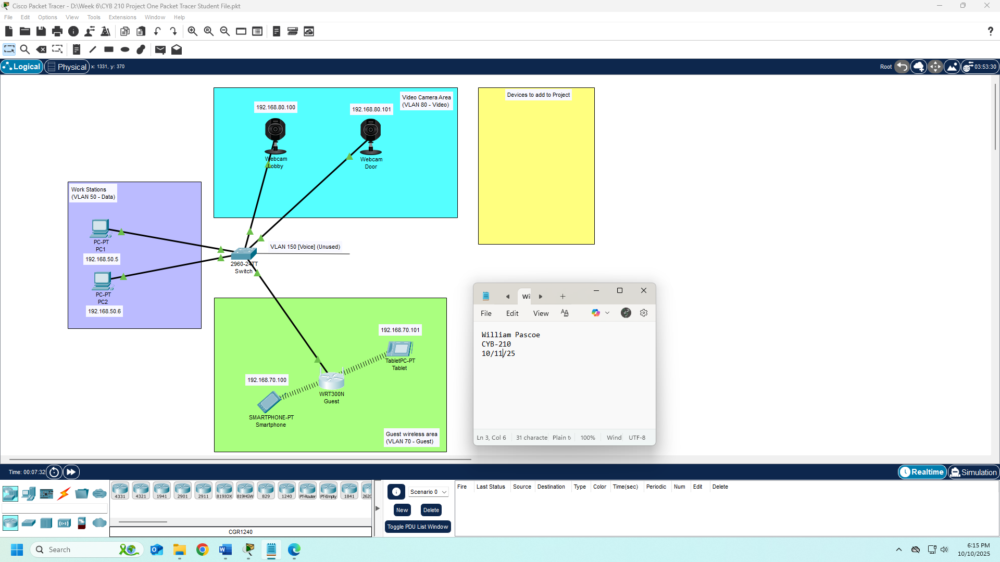 Cisco Packet Tracer - D:\Week 6\CYB 210 Project One Packet Tracer Student File.pkt
File Edit Options View Tools Extensions Window Help
Logical Physical x: 1331, y: 370
Root 03:53:30
Video Camera Area
(VLAN 80 - Video)
192.168.80.100
192.168.80.101
Webcam
Lobby
Webcam
Door
Devices to add to Project
Work Stations
(VLAN 50 - Data)
PC-PT
PC1
192.168.50.5
PC-PT
PC2
192.168.50.6
VLAN 150 [Voice] (Unused)
2960-24TT
Switch
192.168.70.101
TabletPC-PT
Tablet
192.168.70.100
WRT300N
Guest
SMARTPHONE-PT
Smartphone
Guest wireless area
(VLAN 70 - Guest)
Wi
File Edit View
William Pascoe
CYB-210
10/11/25
Ln 3, Col 6 31 characte Plain t 100% Wind UTF-8
Time: 00:07:32
Realtime Simulation
4331 4321 1941 2901 2911 819IOX 819HGW 829 1240 PT-Router PT-Empty 1841 2620
CGR1240
Scenario 0
New Delete
Toggle PDU List Window
Fire Last Status Source Destination Type Color Time(sec) Periodic Num Edit Delete
Search
6:15 PM
10/10/2025